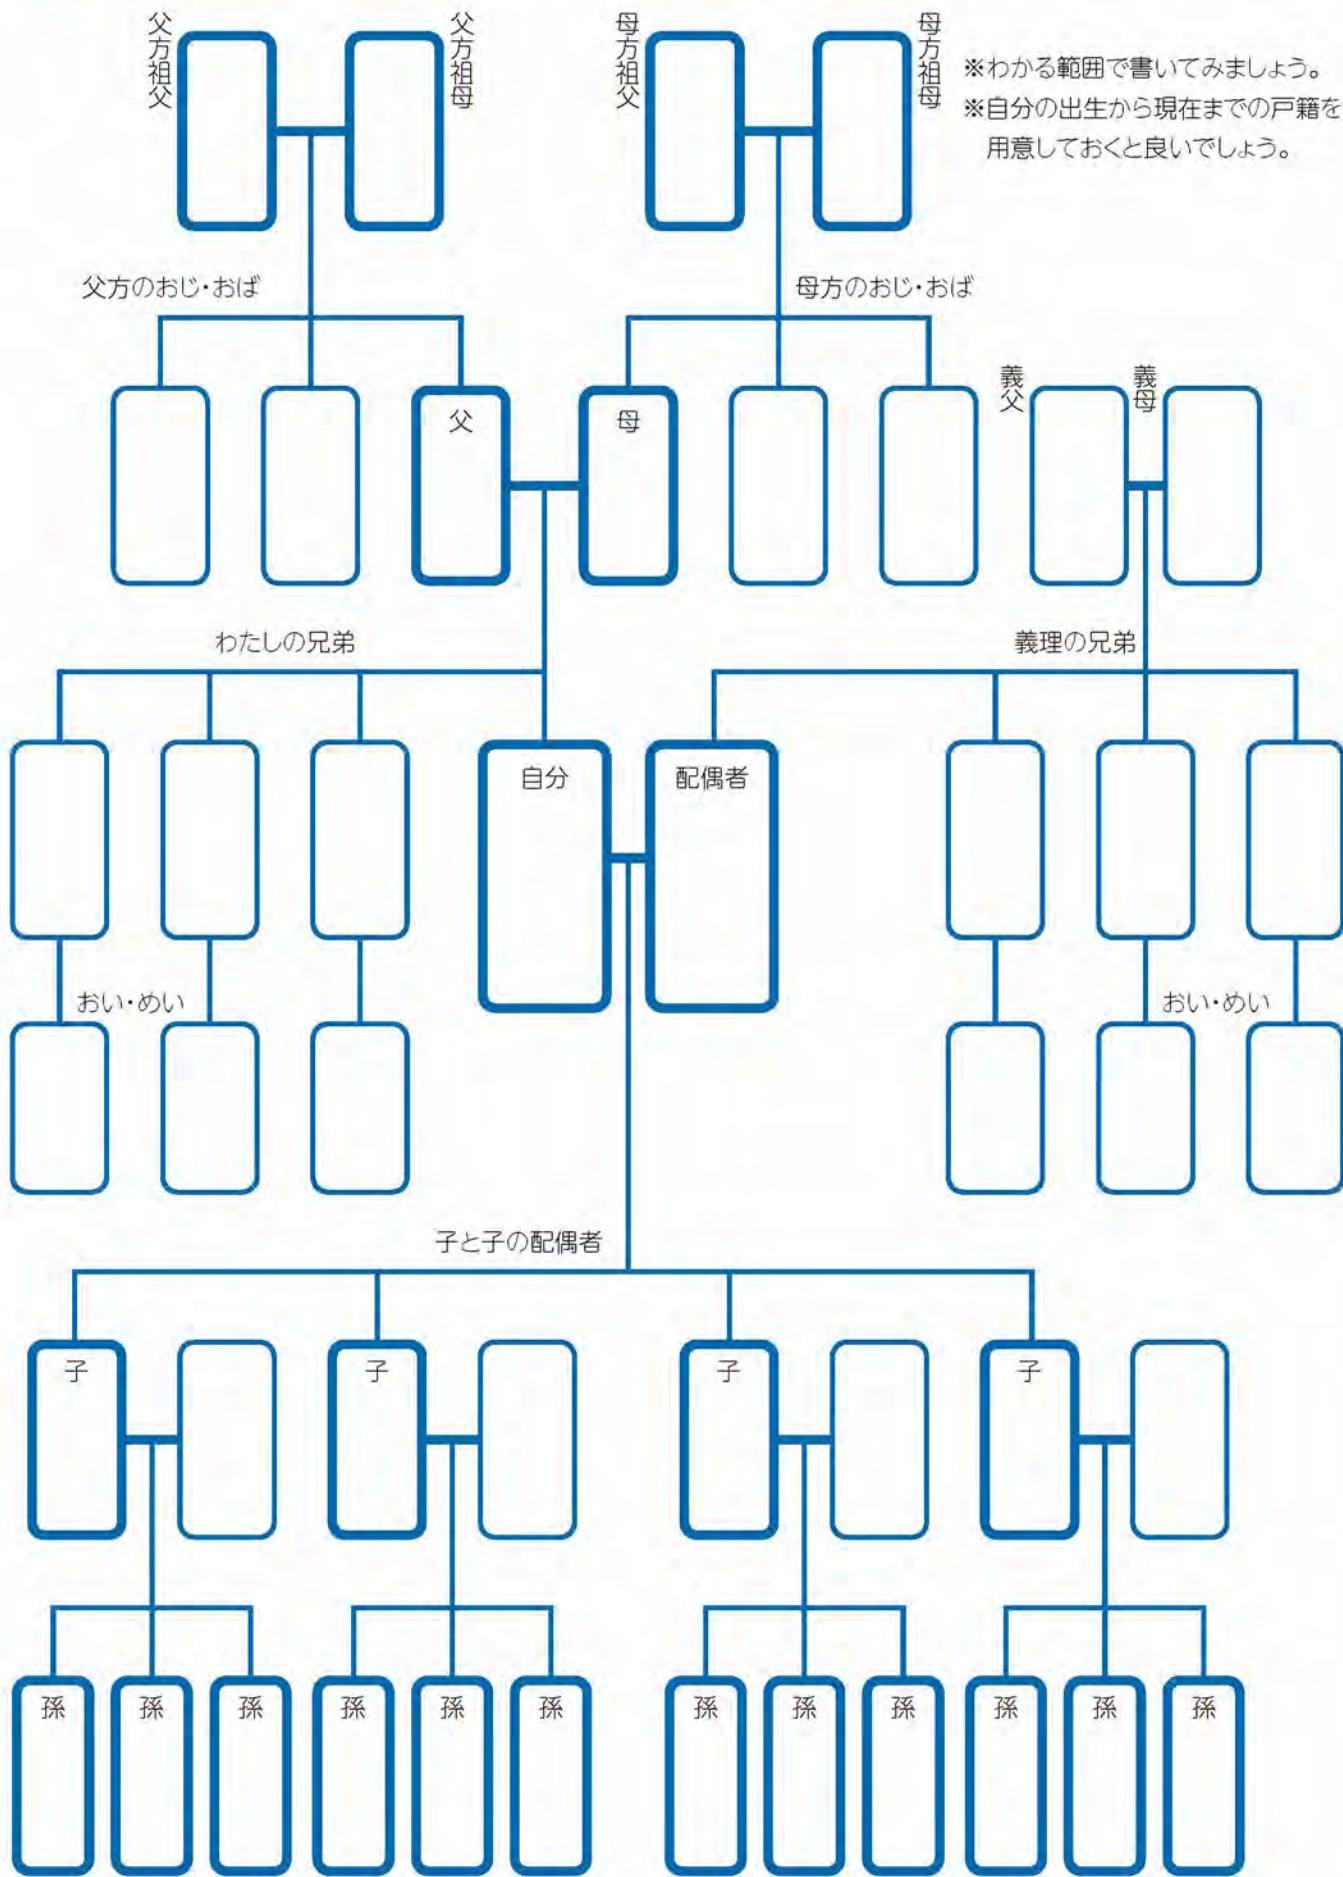 父方祖父
父方祖母
母方祖父
母方祖母
※わかる範囲で書いてみましょう。
※自分の出生から現在までの戸籍を
用意しておくと良いでしょう。
父方のおじ・おば
母方のおじ・おば
父
母
義父
義母
わたしの兄弟
義理の兄弟
自分
配偶者
おい・めい
おい・めい
子と子の配偶者
子
子
子
子
孫
孫
孫
孫
孫
孫
孫
孫
孫
孫
孫
孫